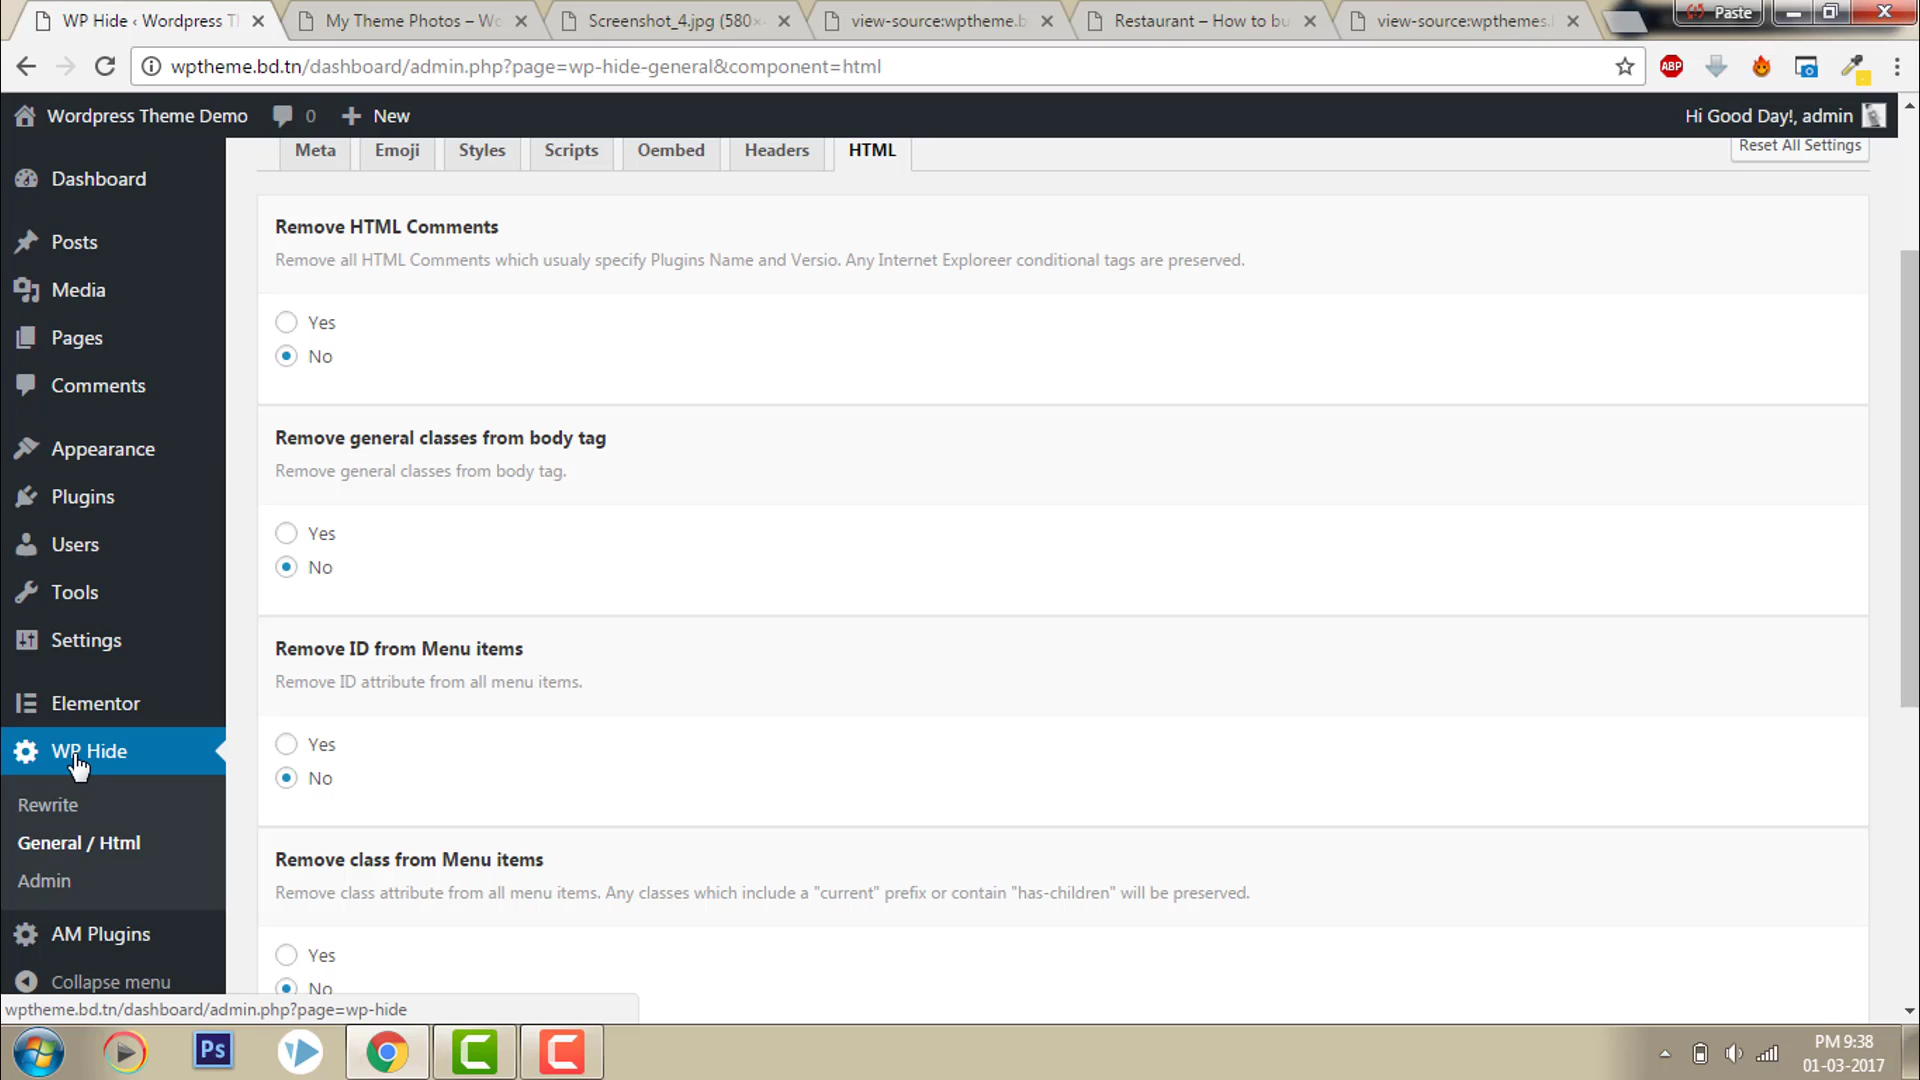 WP Hide ‹ Wordpress T
My Theme Photos – Wo
Screenshot_4.jpg (580×
view-source:wptheme.b
Restaurant – How to bu
view-source:wpthemes.
Paste
wptheme.bd.tn/dashboard/admin.php?page=wp-hide-general&component=html
ABP
Wordpress Theme Demo
0
New
Hi Good Day!, admin
Meta
Emoji
Styles
Scripts
Oembed
Headers
HTML
Reset All Settings
Dashboard
Posts
Media
Pages
Comments
Appearance
Plugins
Users
Tools
Settings
Elementor
WP Hide
Rewrite
General / Html
Admin
AM Plugins
Collapse menu
Remove HTML Comments
Remove all HTML Comments which usualy specify Plugins Name and Versio. Any Internet Exploreer conditional tags are preserved.
Yes
No
Remove general classes from body tag
Remove general classes from body tag.
Yes
No
Remove ID from Menu items
Remove ID attribute from all menu items.
Yes
No
Remove class from Menu items
Remove class attribute from all menu items. Any classes which include a "current" prefix or contain "has-children" will be preserved.
Yes
No
wptheme.bd.tn/dashboard/admin.php?page=wp-hide
Ps
PM 9:38
01-03-2017